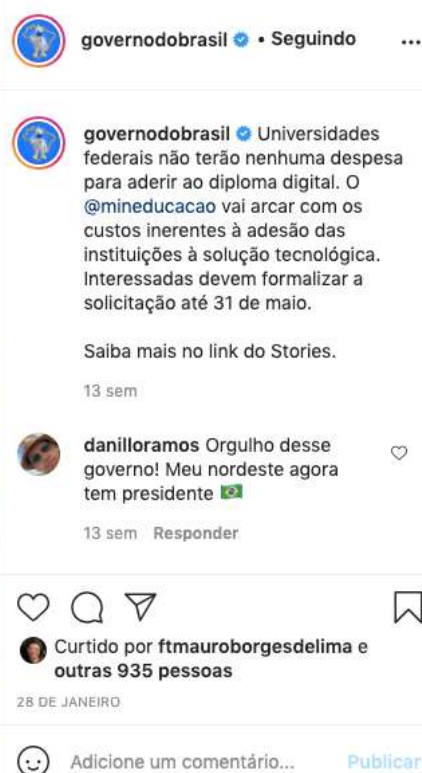 governodobrasil • Seguindo
governodobrasil Universidades
federais não terão nenhuma despesa
para aderir ao diploma digital. O
@mineducacao vai arcar com os
custos inerentes à adesão das
instituições à solução tecnológica.
Interessadas devem formalizar a
solicitação até 31 de maio.
Saiba mais no link do Stories.
13 sem
danilloramos Orgulho desse
governo! Meu nordeste agora
tem presidente 🇧🇷
13 sem Responder
Curtido por ftmauroborgesdelima e
outras 935 pessoas
28 DE JANEIRO
Adicione um comentário... Publicar